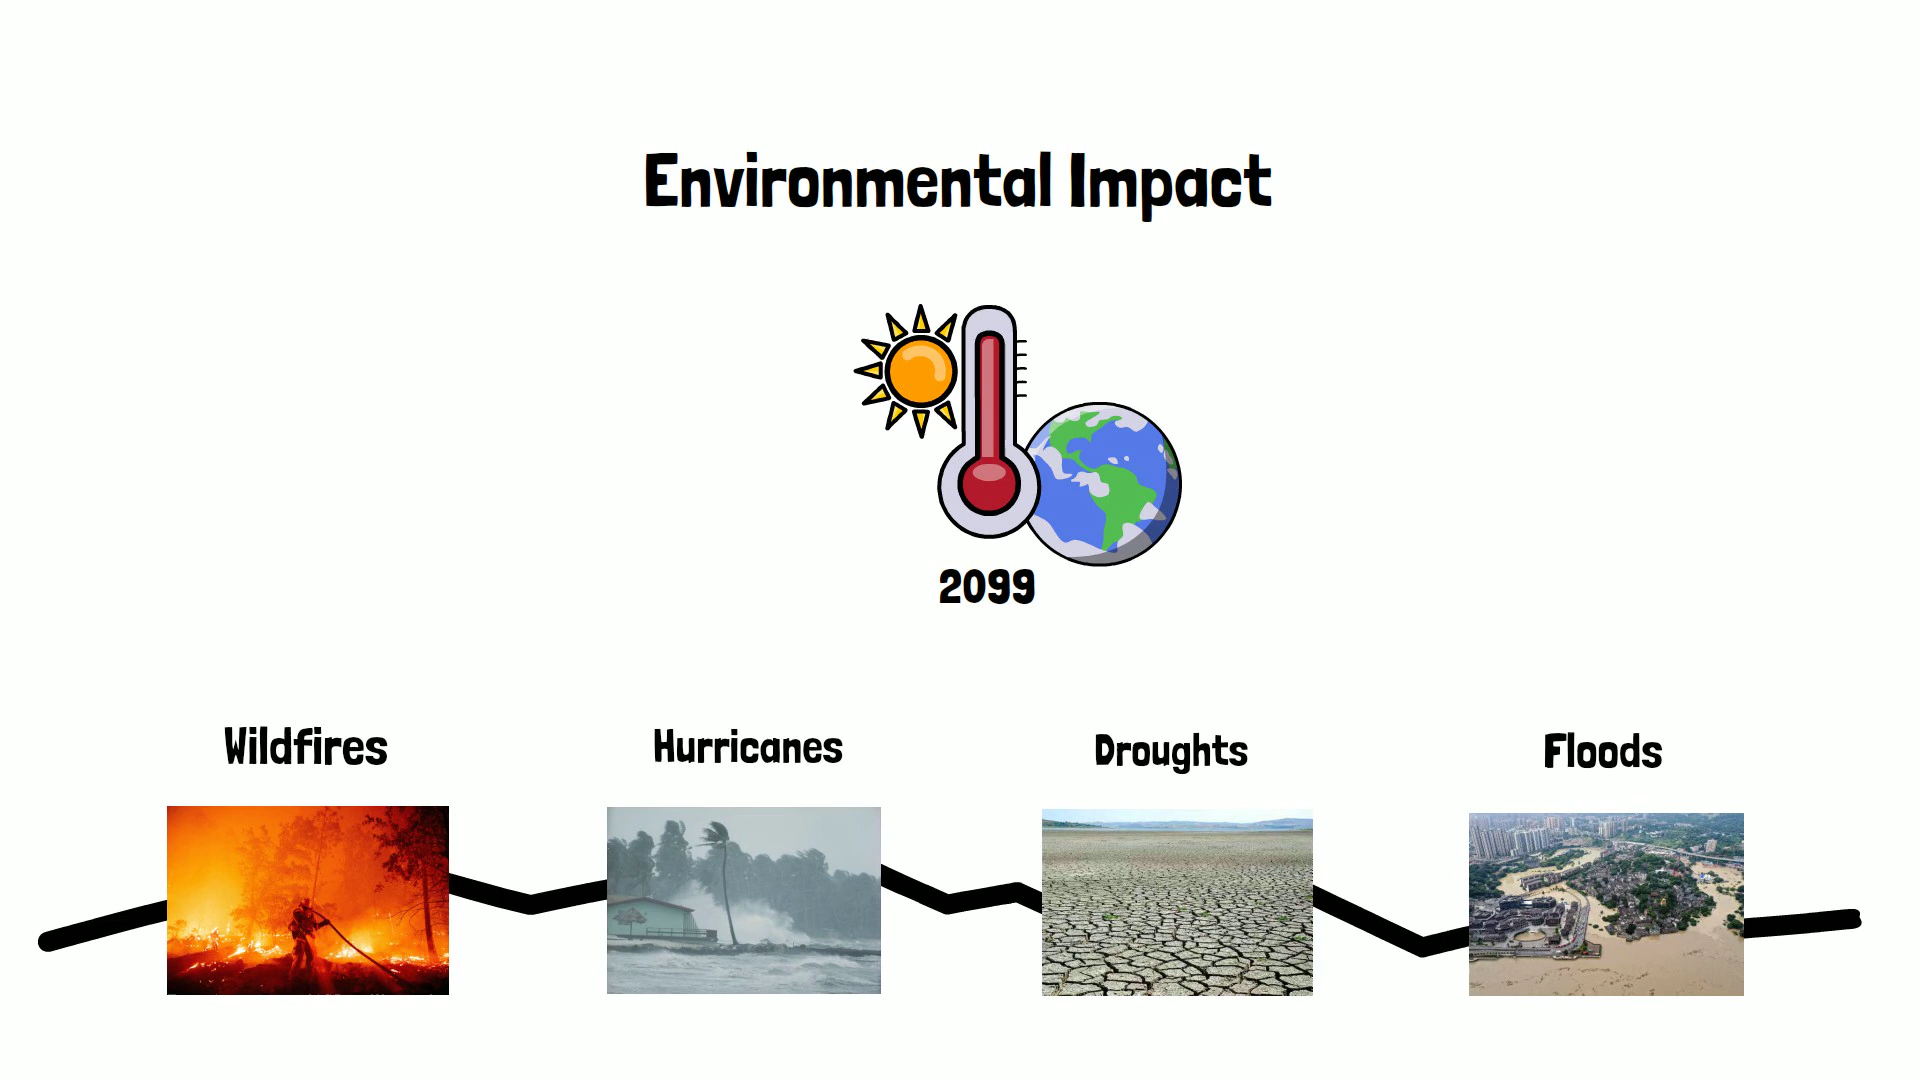 Environmental Impact
2099
Wildfires
Hurricanes
Droughts
Floods